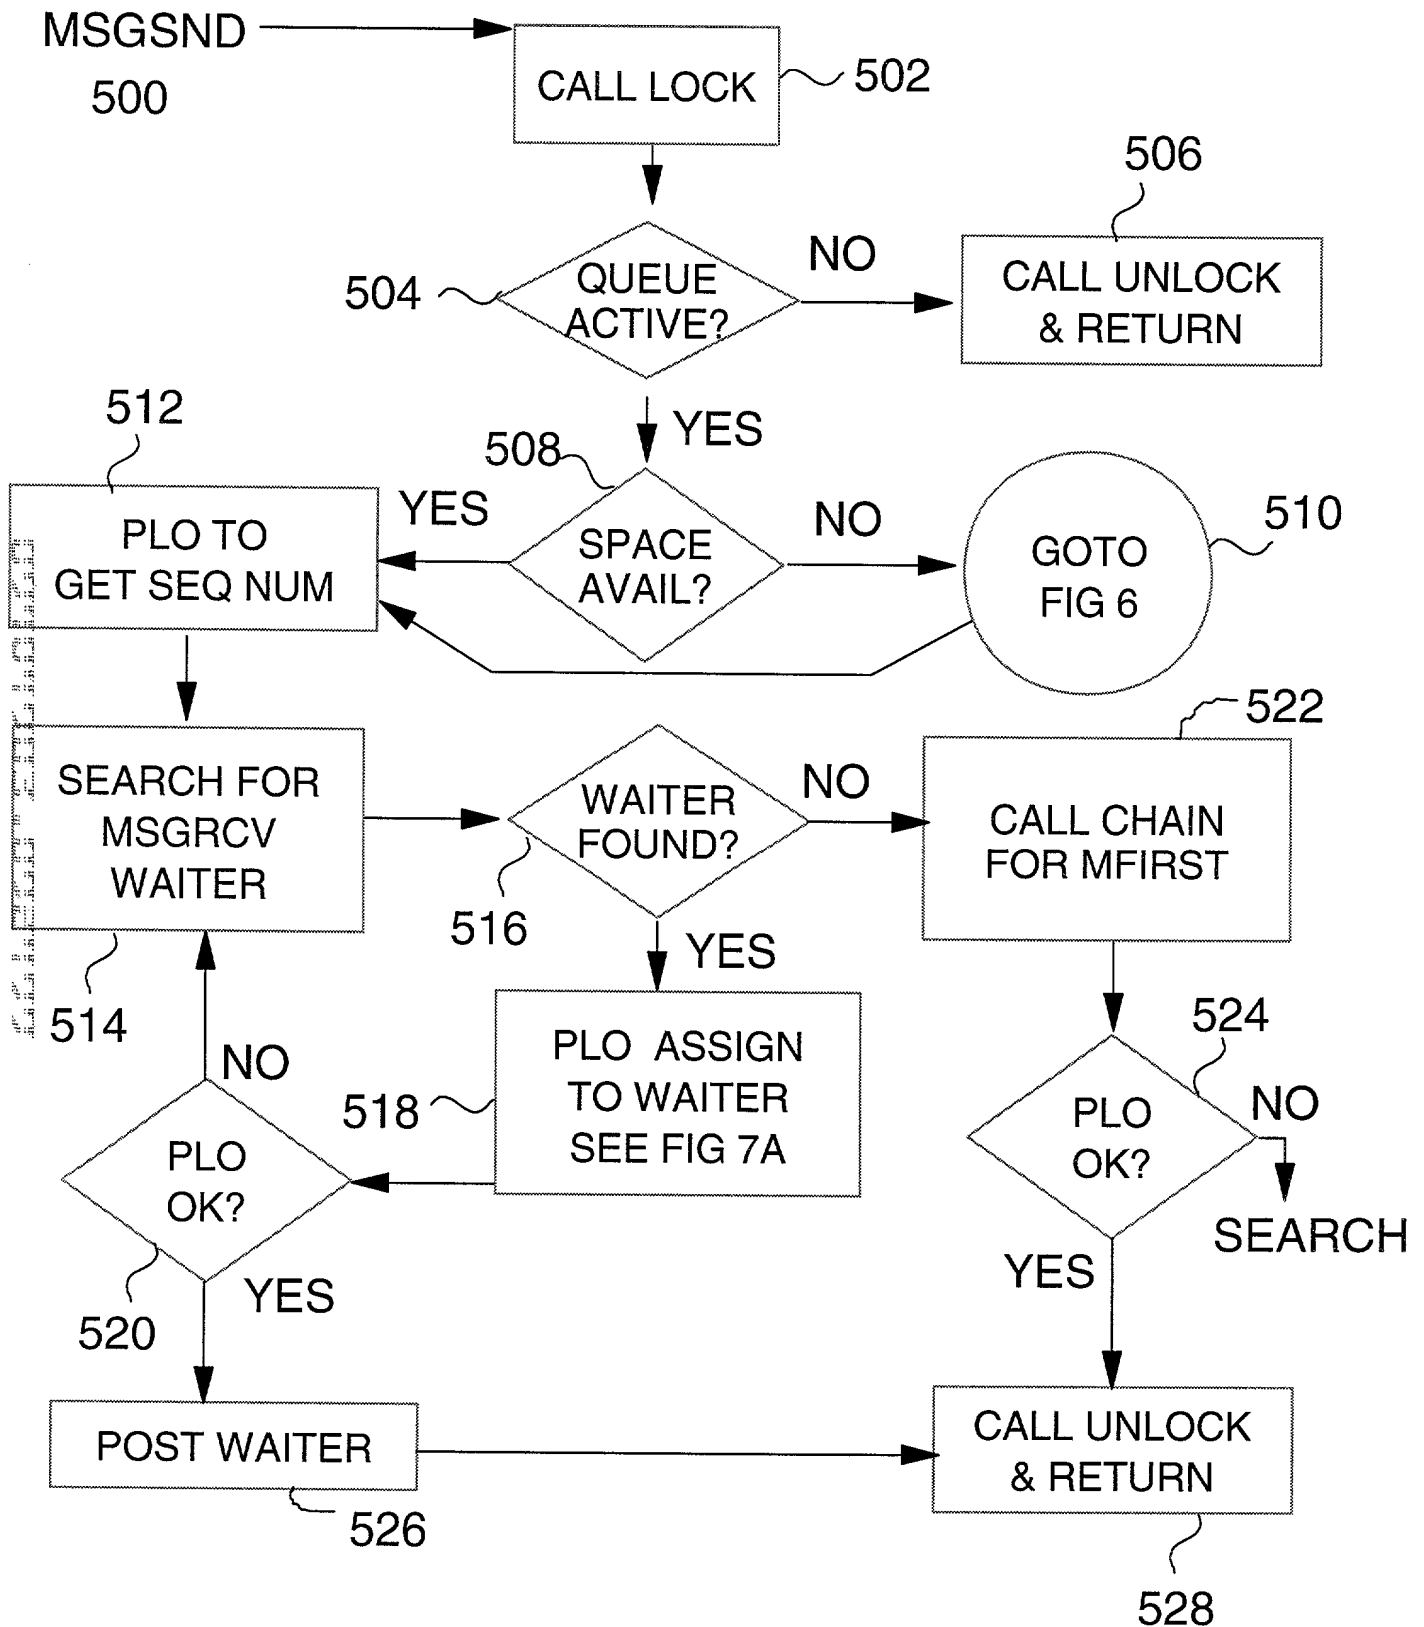 MSGSND
500
CALL LOCK
502
506
504
QUEUE
ACTIVE?
NO
CALL UNLOCK
& RETURN
512
YES
508
PLO TO
GET SEQ NUM
YES
SPACE
AVAIL?
NO
GOTO
FIG 6
510
522
SEARCH FOR
MSGRCV
WAITER
WAITER
FOUND?
NO
CALL CHAIN
FOR MFIRST
514
516
YES
524
NO
518
PLO ASSIGN
TO WAITER
SEE FIG 7A
PLO
OK?
NO
SEARCH
PLO
OK?
520
YES
YES
POST WAITER
526
CALL UNLOCK
& RETURN
528